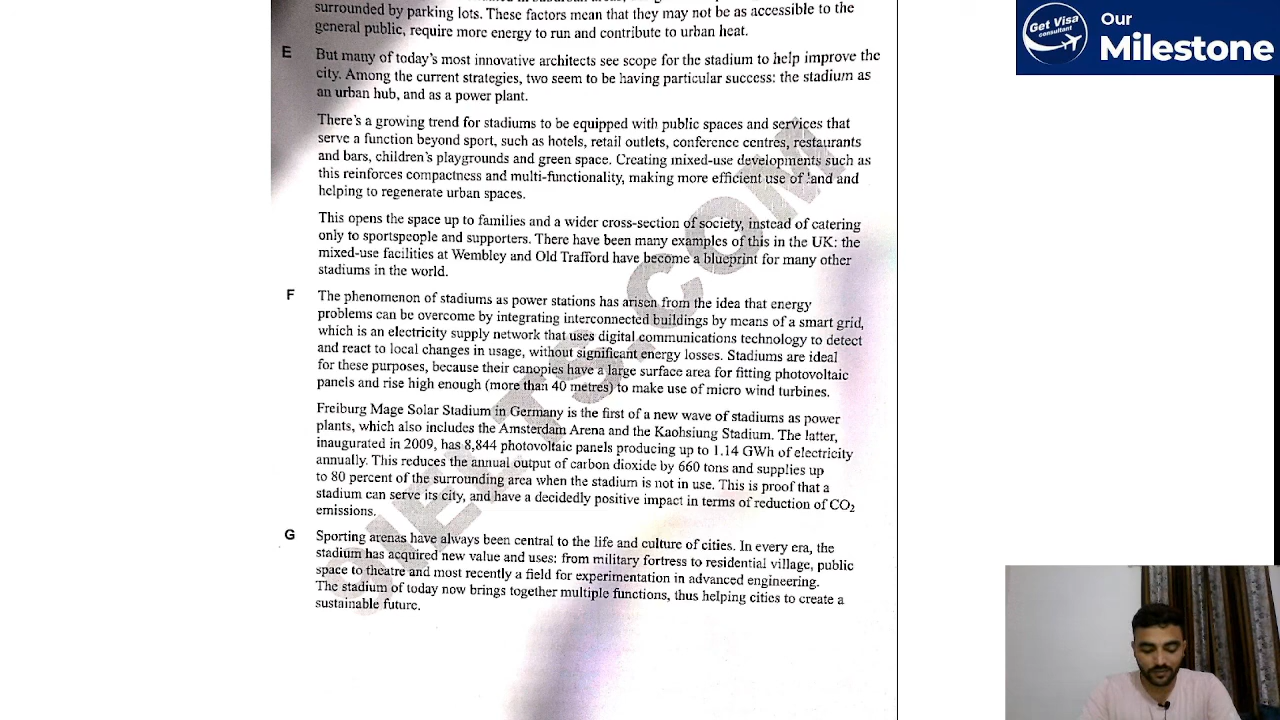 surrounded by parking lots. These factors mean that they may not be as accessible to the
general public, require more energy to run and contribute to urban heat.
E But many of today's most innovative architects see scope for the stadium to help improve the
city. Among the current strategies, two seem to be having particular success: the stadium as
an urban hub, and as a power plant.
There's a growing trend for stadiums to be equipped with public spaces and services that
serve a function beyond sport, such as hotels, retail outlets, conference centres, restaurants
and bars, children's playgrounds and green space. Creating mixed-use developments such as
this reinforces compactness and multi-functionality, making more efficient use of land and
helping to regenerate urban spaces.
This opens the space up to families and a wider cross-section of society, instead of catering
only to sportspeople and supporters. There have been many examples of this in the UK: the
mixed-use facilities at Wembley and Old Trafford have become a blueprint for many other
stadiums in the world.
F The phenomenon of stadiums as power stations has arisen from the idea that energy
problems can be overcome by integrating interconnected buildings by means of a smart grid,
which is an electricity supply network that uses digital communications technology to detect
and react to local changes in usage, without significant energy losses. Stadiums are ideal
for these purposes, because their canopies have a large surface area for fitting photovoltaic
panels and rise high enough (more than 40 metres) to make use of micro wind turbines.
Freiburg Mage Solar Stadium in Germany is the first of a new wave of stadiums as power
plants, which also includes the Amsterdam Arena and the Kaohsiung Stadium. The latter,
inaugurated in 2009, has 8,844 photovoltaic panels producing up to 1.14 GWh of electricity
annually. This reduces the annual output of carbon dioxide by 660 tons and supplies up
to 80 percent of the surrounding area when the stadium is not in use. This is proof that a
stadium can serve its city, and have a decidedly positive impact in terms of reduction of CO₂
emissions.
G Sporting arenas have always been central to the life and culture of cities. In every era, the
stadium has acquired new value and uses: from military fortress to residential village, public
space to theatre and most recently a field for experimentation in advanced engineering.
The stadium of today now brings together multiple functions, thus helping cities to create a
sustainable future.
Get Visa
consultant
Our
Milestone